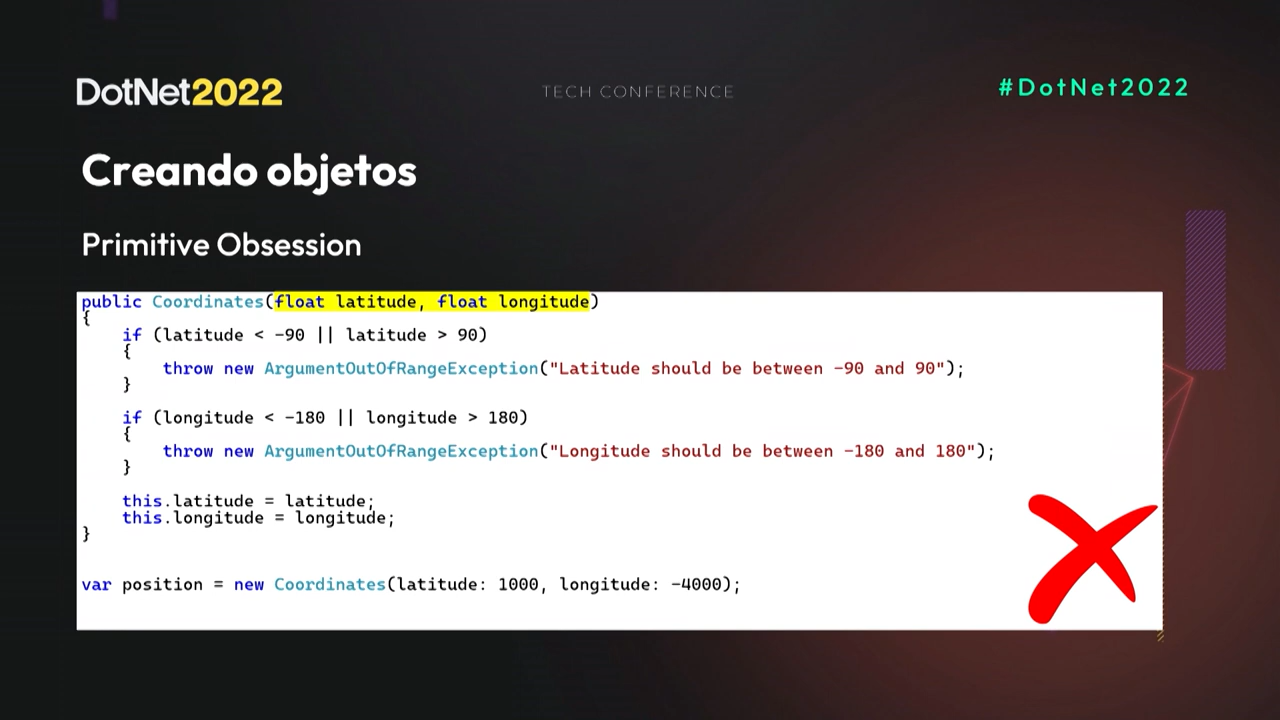 DotNet2022
TECH CONFERENCE
#DotNet2022
Creando objetos
Primitive Obsession
public Coordinates(float latitude, float longitude)
{
    if (latitude < -90 || latitude > 90)
    {
        throw new ArgumentOutOfRangeException("Latitude should be between -90 and 90");
    }
    if (longitude < -180 || longitude > 180)
    {
        throw new ArgumentOutOfRangeException("Longitude should be between -180 and 180");
    }
    this.latitude = latitude;
    this.longitude = longitude;
}
var position = new Coordinates(latitude: 1000, longitude: -4000);